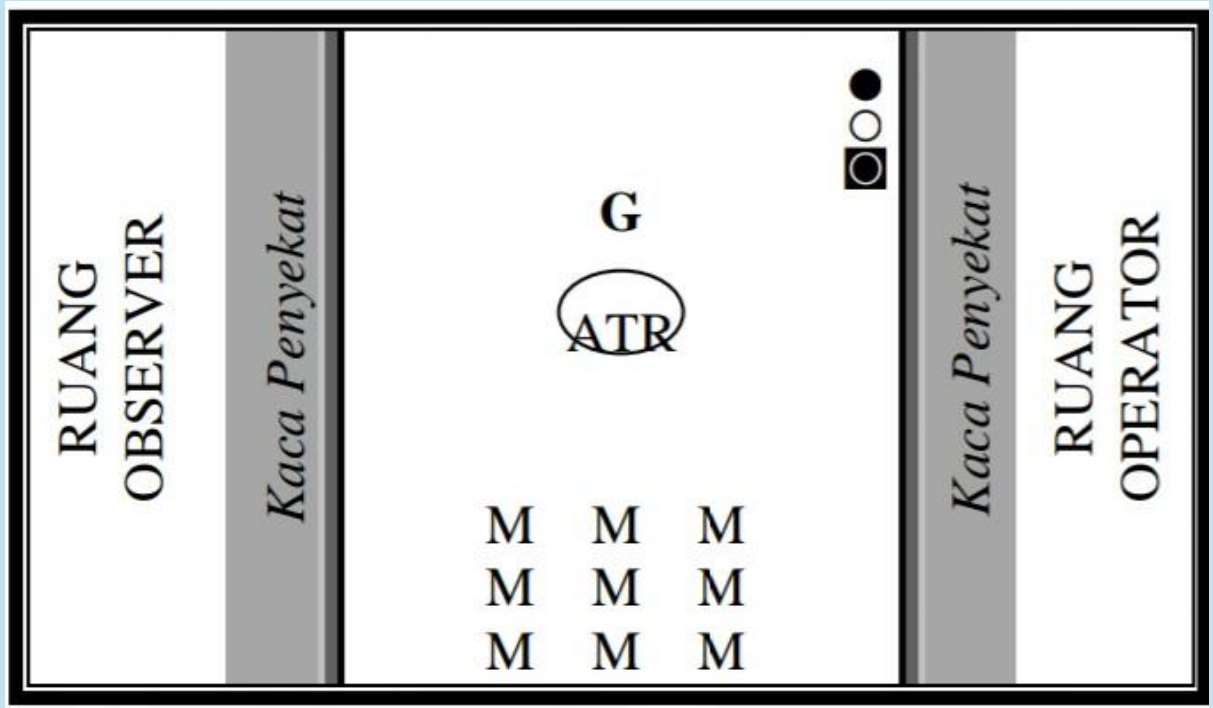 RUANG
OBSERVER
Kaca Penyekat
G
ATR
M M M
M M M
M M M
Kaca Penyekat
RUANG
OPERATOR